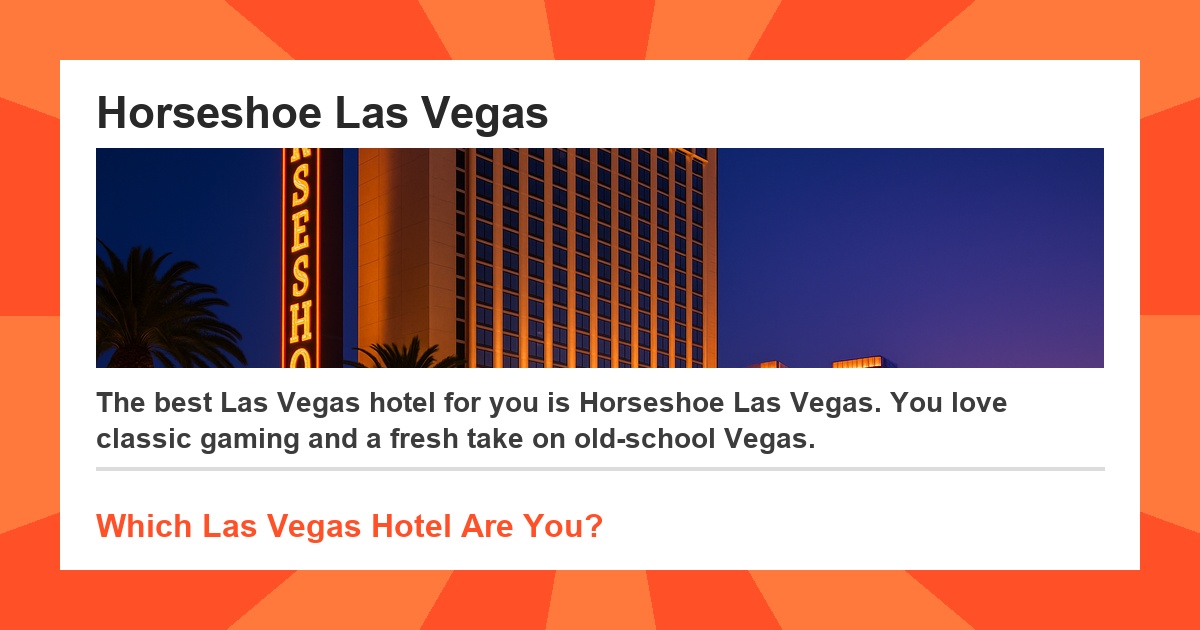 Horseshoe Las Vegas
RSESHO
The best Las Vegas hotel for you is Horseshoe Las Vegas. You love
classic gaming and a fresh take on old-school Vegas.
Which Las Vegas Hotel Are You?